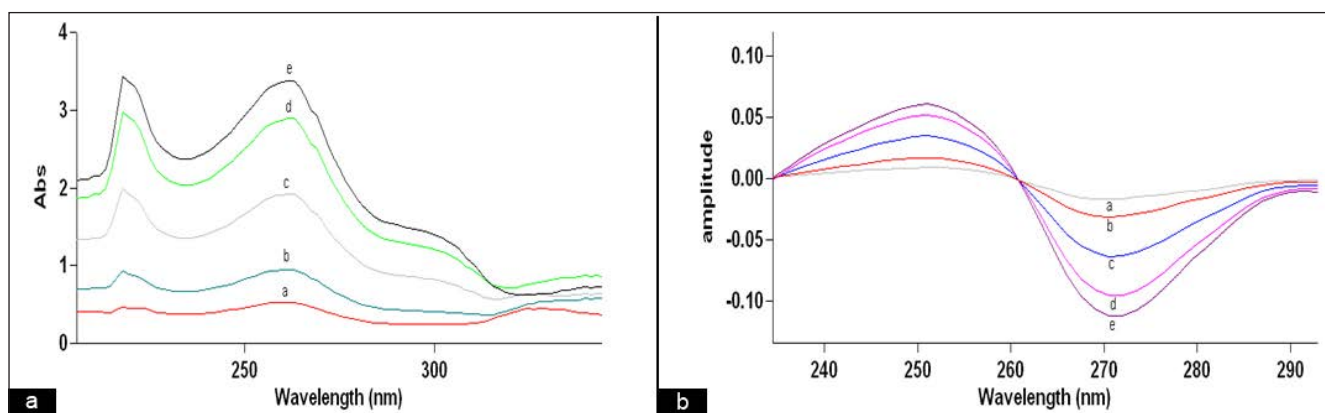 4
3
2
1
0
Abs
e
d
c
b
a
250 300
Wavelength (nm)
a
0.10
0.05
0.00
-0.05
-0.10
amplitude
a
b
c
d
e
240 250 260 270 280 290
Wavelength (nm)
b